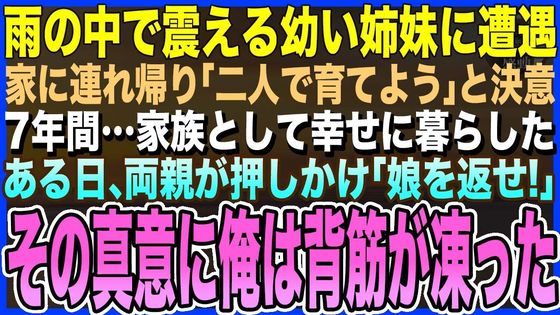 雨の中で震える幼い姉妹に遭遇
家に連れ帰り「二人で育てよう」と決意
7年間…家族として幸せに暮らした
ある日、両親が押しかけ「娘を返せ!」
その真意に俺は背筋が凍った